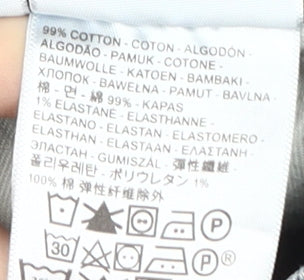 99% COTTON - COTON - ALGODÓN -
ALGODÃO - PAMUK - COTONE -
BAUMWOLLE - KATOEN - BAMBAKI -
ХЛОПОК - BAWEŁNA - PAMUT - BAVLNA -
棉 - 면 - 綿 99% - KAPAS
1% ELASTANE - ELASTHANNE -
ELASTANO - ELASTAN - ELASTOMERO -
ELASTHAN - ELASTAAN - ΕΛΑΣΤΑΝΗ -
ЭЛАСТАН - GUMISZÁL - 彈性纖維 -
폴리우레탄 - ポリウレタン 1%
100% 棉 弹性纤维除外
P
30
P
®